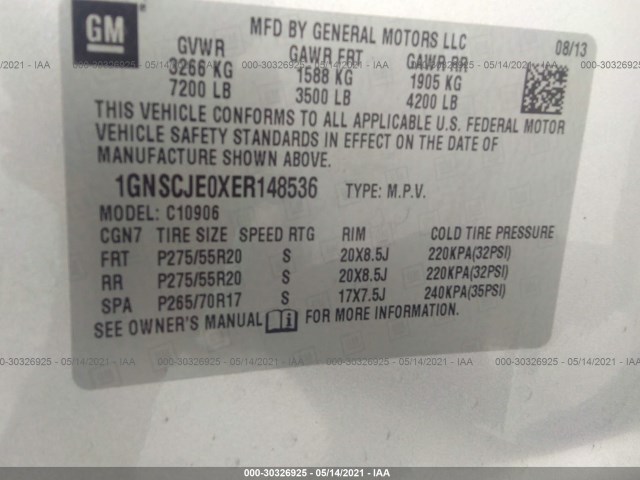 GM
MFD BY GENERAL MOTORS LLC
08/13
GVWR GAWR FRT GAWR RR
3266 KG 1588 KG 1905 KG
7200 LB 3500 LB 4200 LB
THIS VEHICLE CONFORMS TO ALL APPLICABLE U.S. FEDERAL MOTOR
VEHICLE SAFETY STANDARDS IN EFFECT ON THE DATE OF
MANUFACTURE SHOWN ABOVE.
1GNSCJE0XER148536 TYPE: M.P.V.
MODEL: C10906
CGN7 TIRE SIZE SPEED RTG RIM COLD TIRE PRESSURE
FRT P275/55R20 S 20X8.5J 220KPA(32PSI)
RR P275/55R20 S 20X8.5J 220KPA(32PSI)
SPA P265/70R17 S 17X7.5J 240KPA(35PSI)
SEE OWNER'S MANUAL FOR MORE INFORMATION.
000-30326925 - 05/14/2021 - IAA